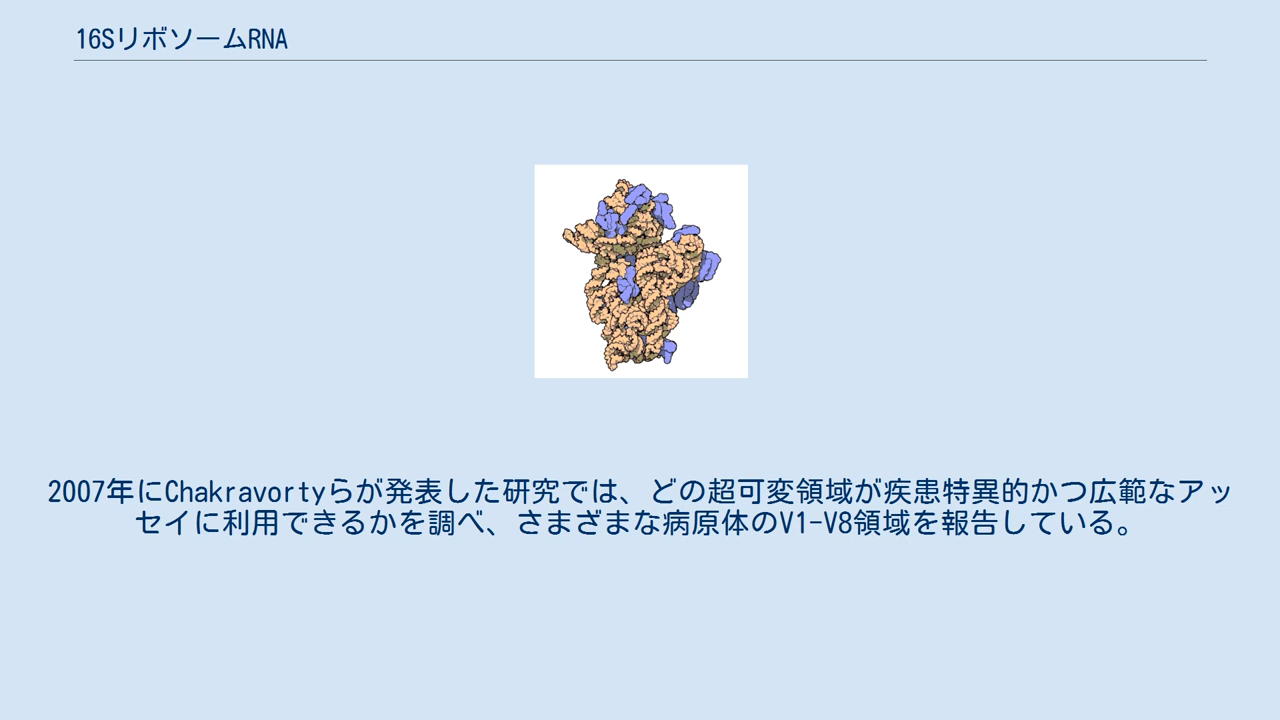 16SリボソームRNA
2007年にChakravortyらが発表した研究では、どの超可変領域が疾患特異的かつ広範なアッ
セイに利用できるかを調べ、さまざまな病原体のV1-V8領域を報告している。